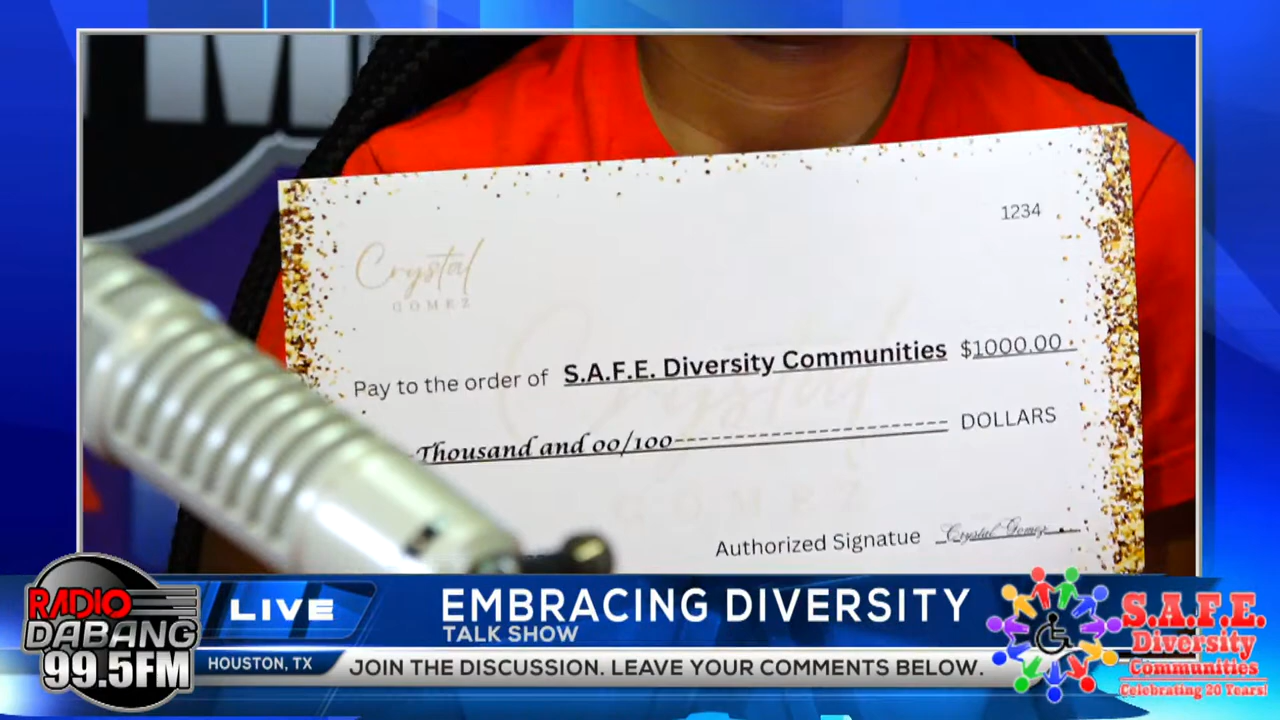 1234
Crystal
GOMEZ
Pay to the order of S.A.F.E. Diversity Communities $1000.00
Thousand and 00/100 DOLLARS
Crystal
GOMEZ
Authorized Signatue Crystal Gomez
RADIO
DABANG
99.5FM
LIVE
HOUSTON, TX
EMBRACING DIVERSITY
TALK SHOW
JOIN THE DISCUSSION. LEAVE YOUR COMMENTS BELOW.
S.A.F.E.
Diversity
Communities
Celebrating 20 Years!